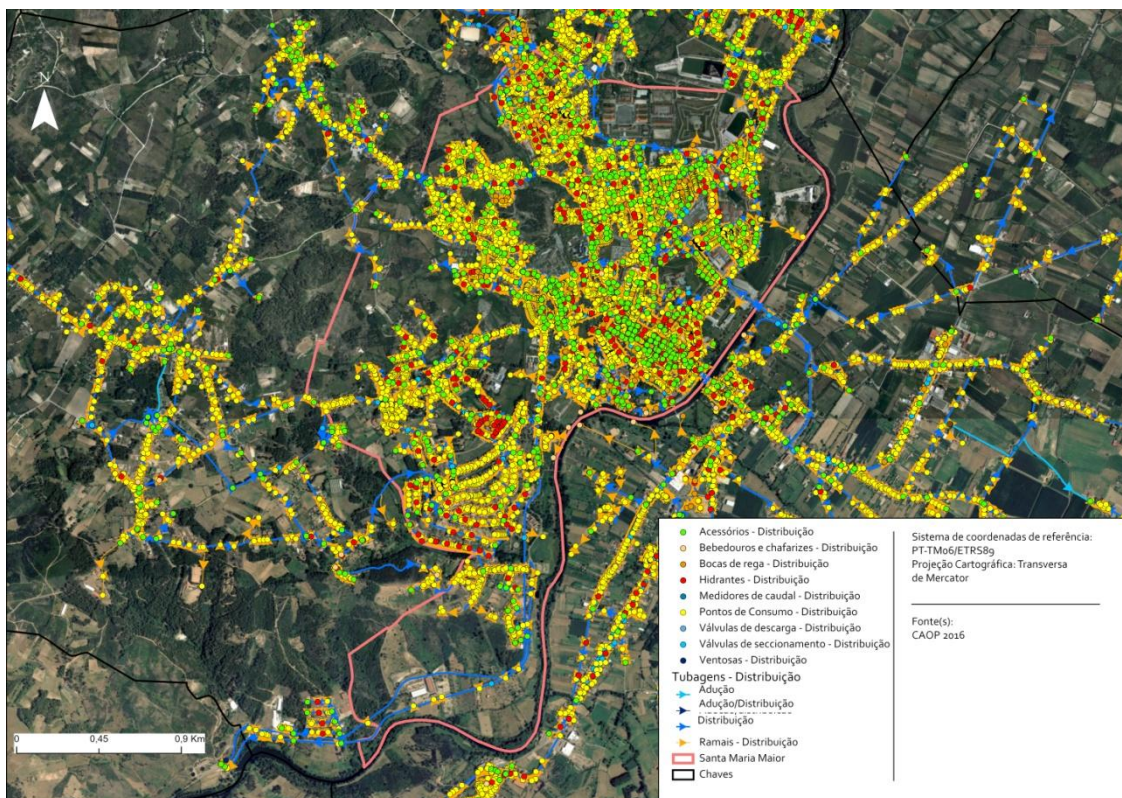 N
0 0,45 0,9 Km
Acessórios - Distribuição
Bebedouros e chafarizes - Distribuição
Bocas de rega - Distribuição
Hidrantes - Distribuição
Medidores de caudal - Distribuição
Pontos de Consumo - Distribuição
Válvulas de descarga - Distribuição
Válvulas de seccionamento - Distribuição
Ventosas - Distribuição
Tubagens - Distribuição
Adução
Adução/Distribuição
Adução/Distribuição
Distribuição
Ramais - Distribuição
Santa Maria Maior
Chaves
Sistema de coordenadas de referência:
PT-TM06/ETRS89
Projeção Cartográfica: Transversa
de Mercator
Fonte(s):
CAOP 2016